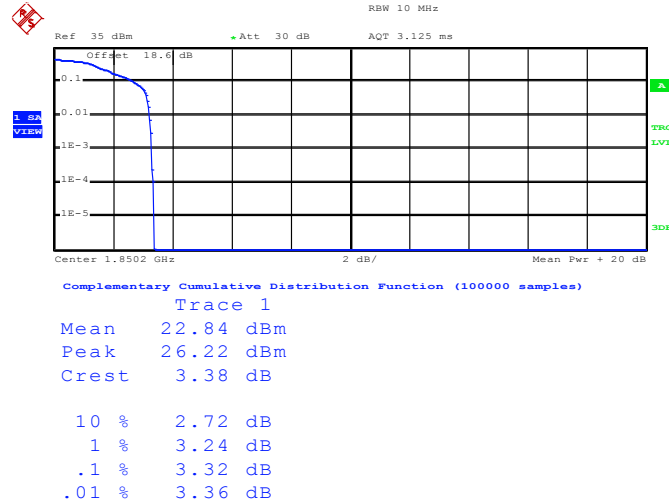 RBW 10 MHz
Ref 35 dBm * Att 30 dB AQT 3.125 ms
Offset 18.6 dB
0.1
A
0.01
1 SA
VIEW
TRG
LVL
1E-3
1E-4
1E-5
3DB
Center 1.8502 GHz 2 dB/ Mean Pwr + 20 dB
Complementary Cumulative Distribution Function (100000 samples)
Trace 1
Mean 22.84 dBm
Peak 26.22 dBm
Crest 3.38 dB
10 % 2.72 dB
1 % 3.24 dB
.1 % 3.32 dB
.01 % 3.36 dB